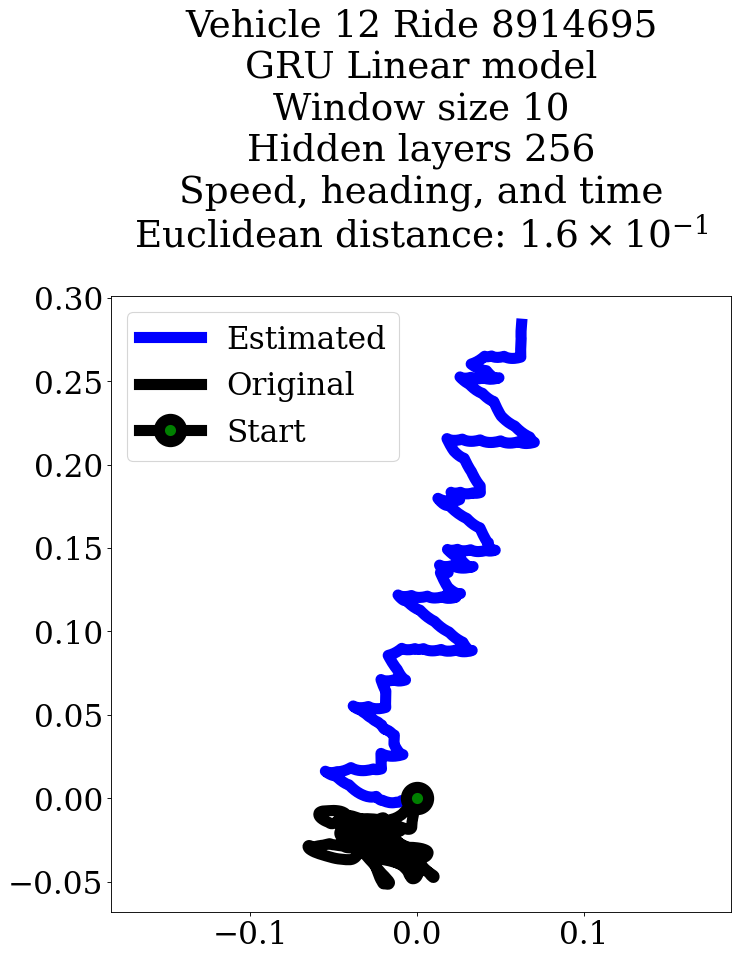 Vehicle 12 Ride 8914695
GRU Linear model
Window size 10
Hidden layers 256
Speed, heading, and time
Euclidean distance: 1.6 × 10⁻¹
0.30
Estimated
Original
Start
0.25
0.20
0.15
0.10
0.05
0.00
−0.05
−0.1 0.0 0.1